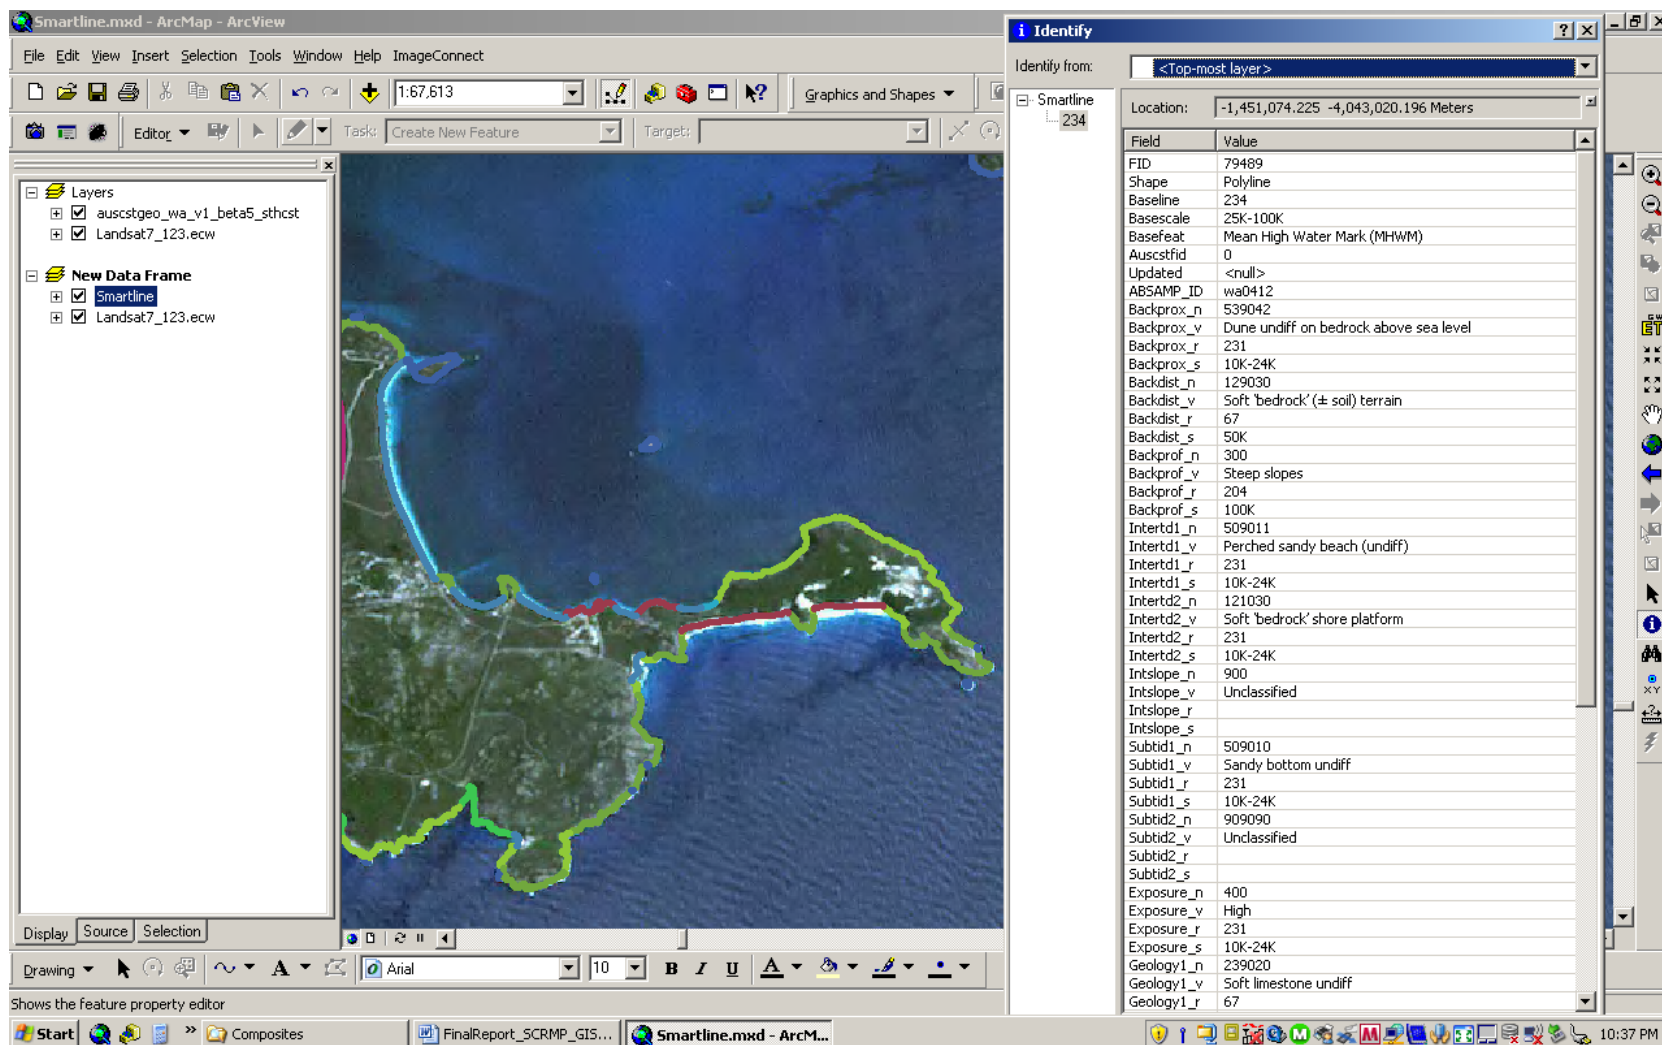 Smartline.mxd - ArcMap - ArcView
File Edit View Insert Selection Tools Window Help ImageConnect
1:67,613
Graphics and Shapes
Editor
Task: Create New Feature
Target:
Layers
auscstgeo_wa_v1_beta5_sthcst
Landsat7_123.ecw
New Data Frame
Smartline
Landsat7_123.ecw
Display Source Selection
Drawing A Arial 10 B I U A
Shows the feature property editor
Identify
Identify from: <Top-most layer>
Smartline
234
Location: -1,451,074.225 -4,043,020.196 Meters
Field Value
FID 79489
Shape Polyline
Baseline 234
Basescale 25K-100K
Basefeat Mean High Water Mark (MHWM)
Auscstfid 0
Updated <null>
ABSAMP_ID wa0412
Backprox_n 539042
Backprox_v Dune undiff on bedrock above sea level
Backprox_r 231
Backprox_s 10K-24K
Backdist_n 129030
Backdist_v Soft 'bedrock' (± soil) terrain
Backdist_r 67
Backdist_s 50K
Backprof_n 300
Backprof_v Steep slopes
Backprof_r 204
Backprof_s 100K
Intertd1_n 509011
Intertd1_v Perched sandy beach (undiff)
Intertd1_r 231
Intertd1_s 10K-24K
Intertd2_n 121030
Intertd2_v Soft 'bedrock' shore platform
Intertd2_r 231
Intertd2_s 10K-24K
Intslope_n 900
Intslope_v Unclassified
Intslope_r
Intslope_s
Subtid1_n 509010
Subtid1_v Sandy bottom undiff
Subtid1_r 231
Subtid1_s 10K-24K
Subtid2_n 909090
Subtid2_v Unclassified
Subtid2_r
Subtid2_s
Exposure_n 400
Exposure_v High
Exposure_r 231
Exposure_s 10K-24K
Geology1_n 239020
Geology1_v Soft limestone undiff
Geology1_r 67
ET
XY
Start
Composites
FinalReport_SCRMP_GIS...
Smartline.mxd - ArcM...
10:37 PM